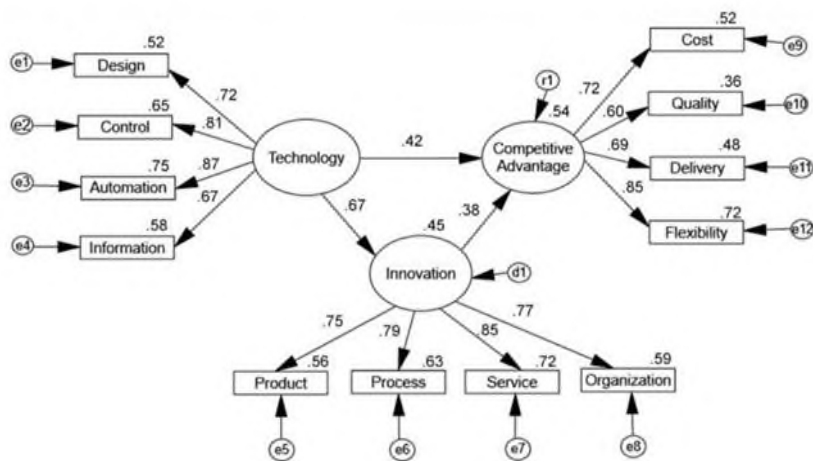 .52
e1
Design
.72
.65
e2
Control
.81
.75
e3
Automation
.87
.67
.58
e4
Information
Technology
.42
.67
r1
.54
Competitive
Advantage
.38
.72
.60
.69
.85
.52
Cost
e9
.36
Quality
e10
.48
Delivery
e11
.72
Flexibility
e12
.45
Innovation
d1
.75
.79
.85
.77
.56
Product
.63
Process
.72
Service
.59
Organization
e5
e6
e7
e8